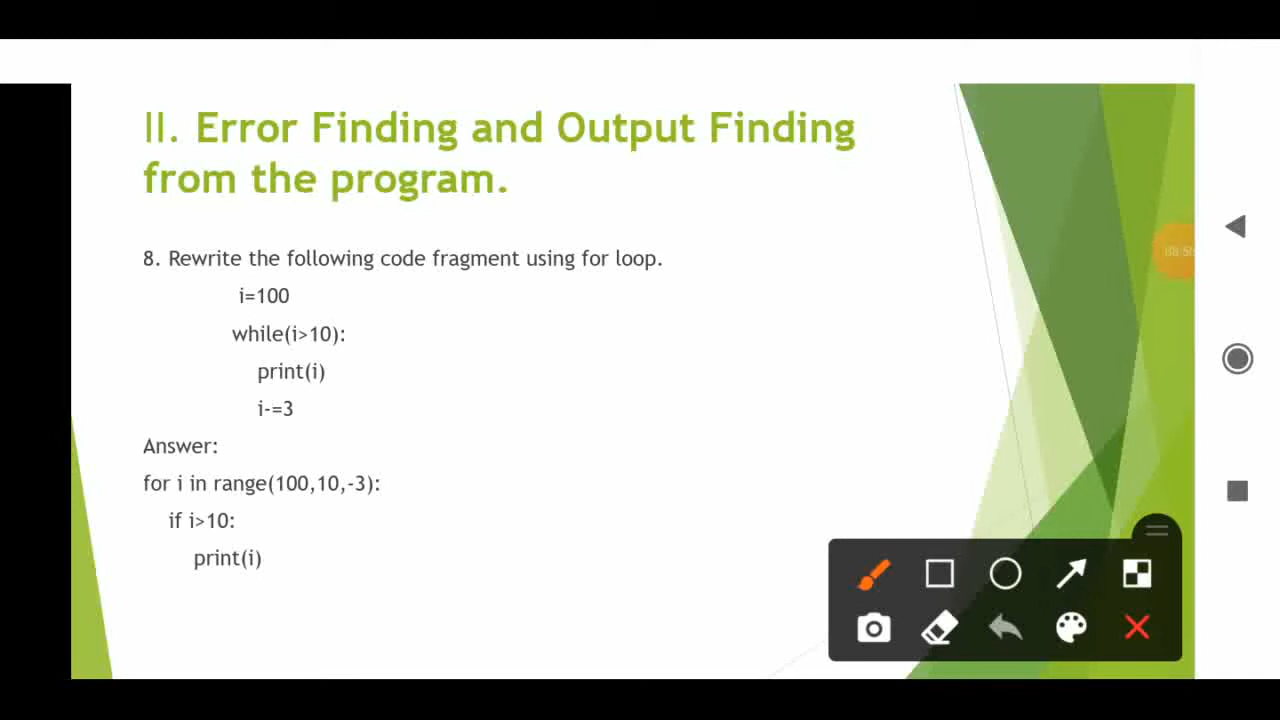 II. Error Finding and Output Finding
from the program.
8. Rewrite the following code fragment using for loop.
i=100
while(i>10):
print(i)
i-=3
Answer:
for i in range(100,10,-3):
if i>10:
print(i)